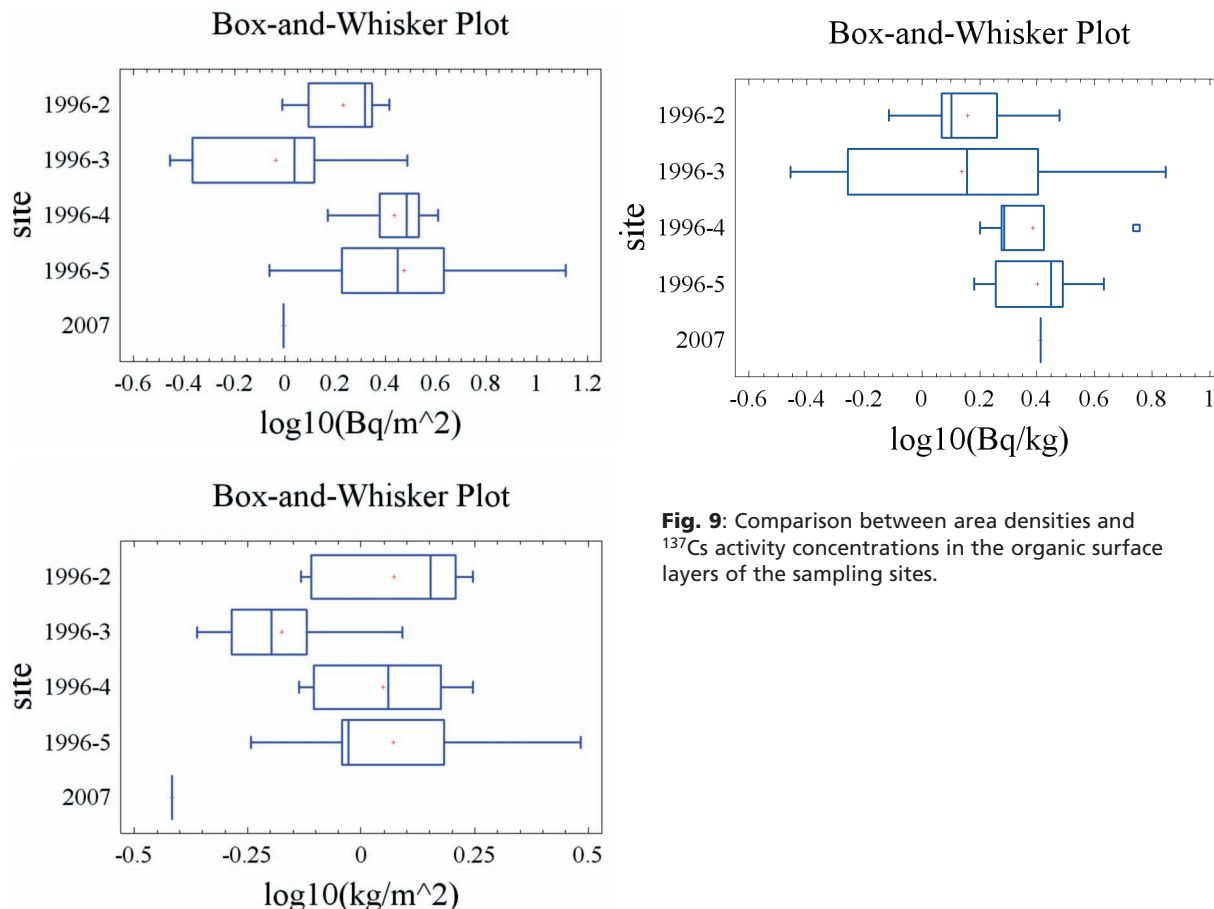 Box-and-Whisker Plot
site
1996-2
1996-3
1996-4
1996-5
2007
-0.6 -0.4 -0.2 0 0.2 0.4 0.6 0.8 1 1.2
log10(Bq/m^2)
Box-and-Whisker Plot
site
1996-2
1996-3
1996-4
1996-5
2007
-0.6 -0.4 0 0.2 0.4 0.6 0.8 1
log10(Bq/kg)
Box-and-Whisker Plot
site
1996-2
1996-3
1996-4
1996-5
2007
-0.5 -0.25 0 0.25 0.5
log10(kg/m^2)
Fig. 9: Comparison between area densities and
¹³⁷Cs activity concentrations in the organic surface
layers of the sampling sites.